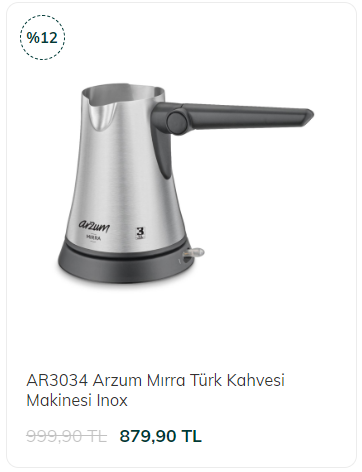 %12
arzum
MIRRA
3
AR3034 Arzum Mırra Türk Kahvesi
Makinesi Inox
999,90 TL 879,90 TL